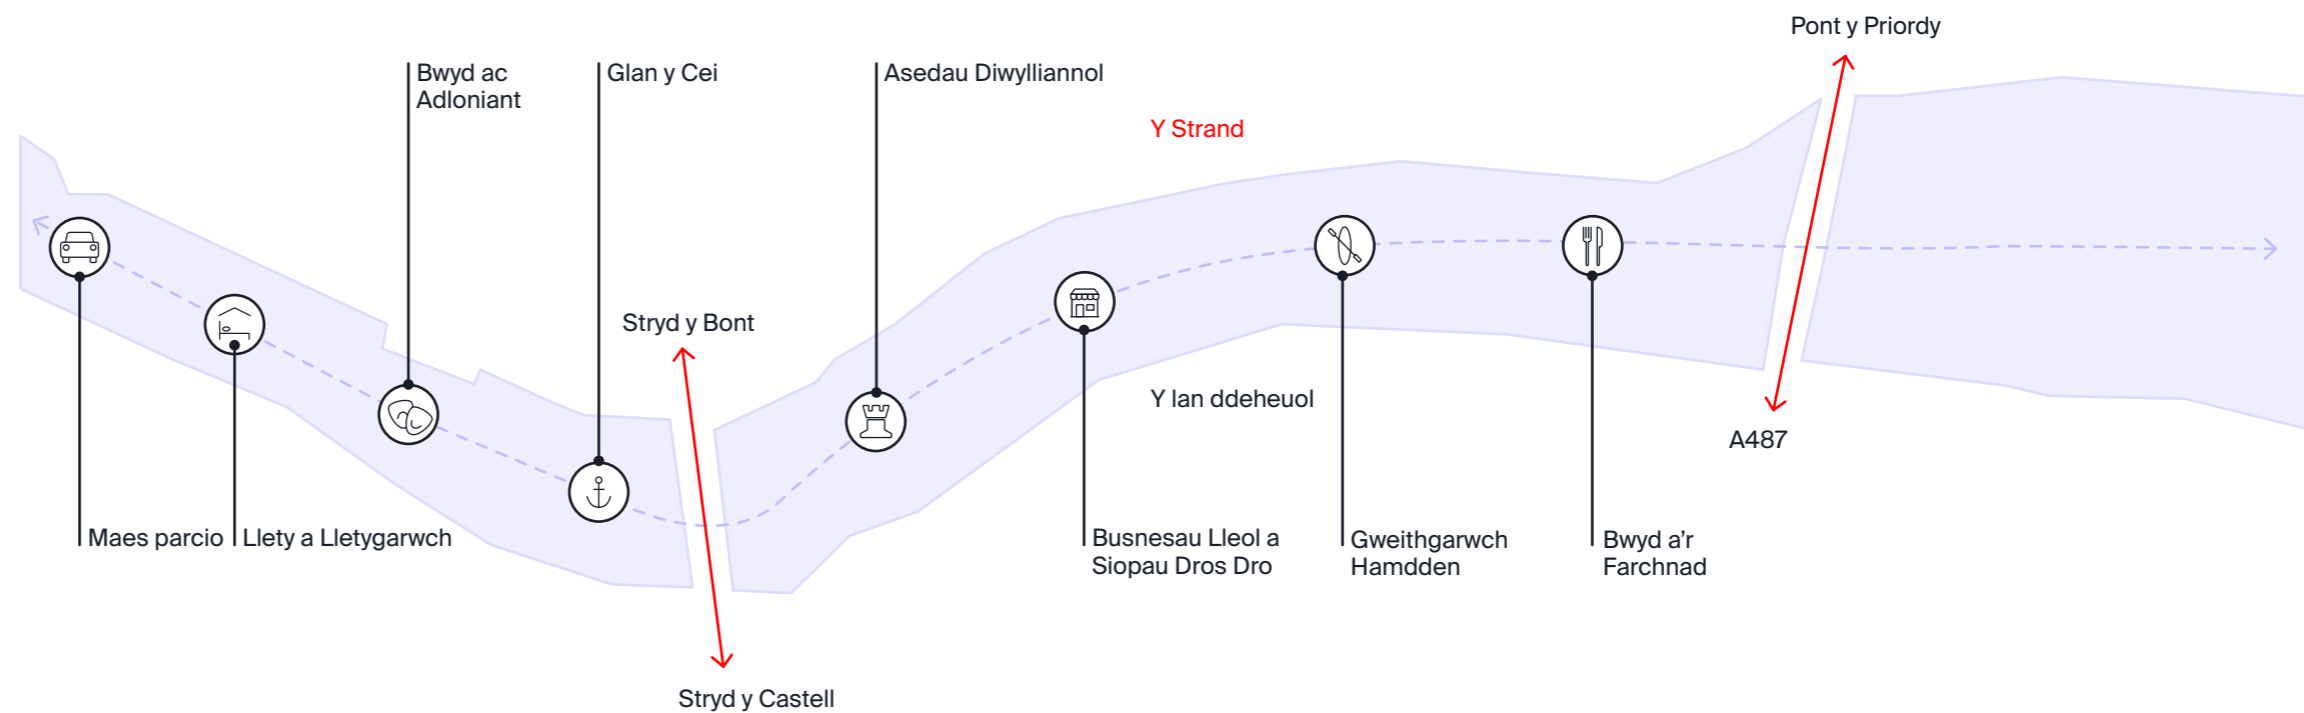 Pont y Priordy
Bwyd ac
Adloniant
Glan y Cei
Asedau Diwylliannol
Y Strand
Stryd y Bont
Y lan ddeheuol
A487
Maes parcio
Llety a Lletygarwch
Busnesau Lleol a
Siopau Dros Dro
Gweithgarwch
Hamdden
Bwyd a’r
Farchnad
Stryd y Castell